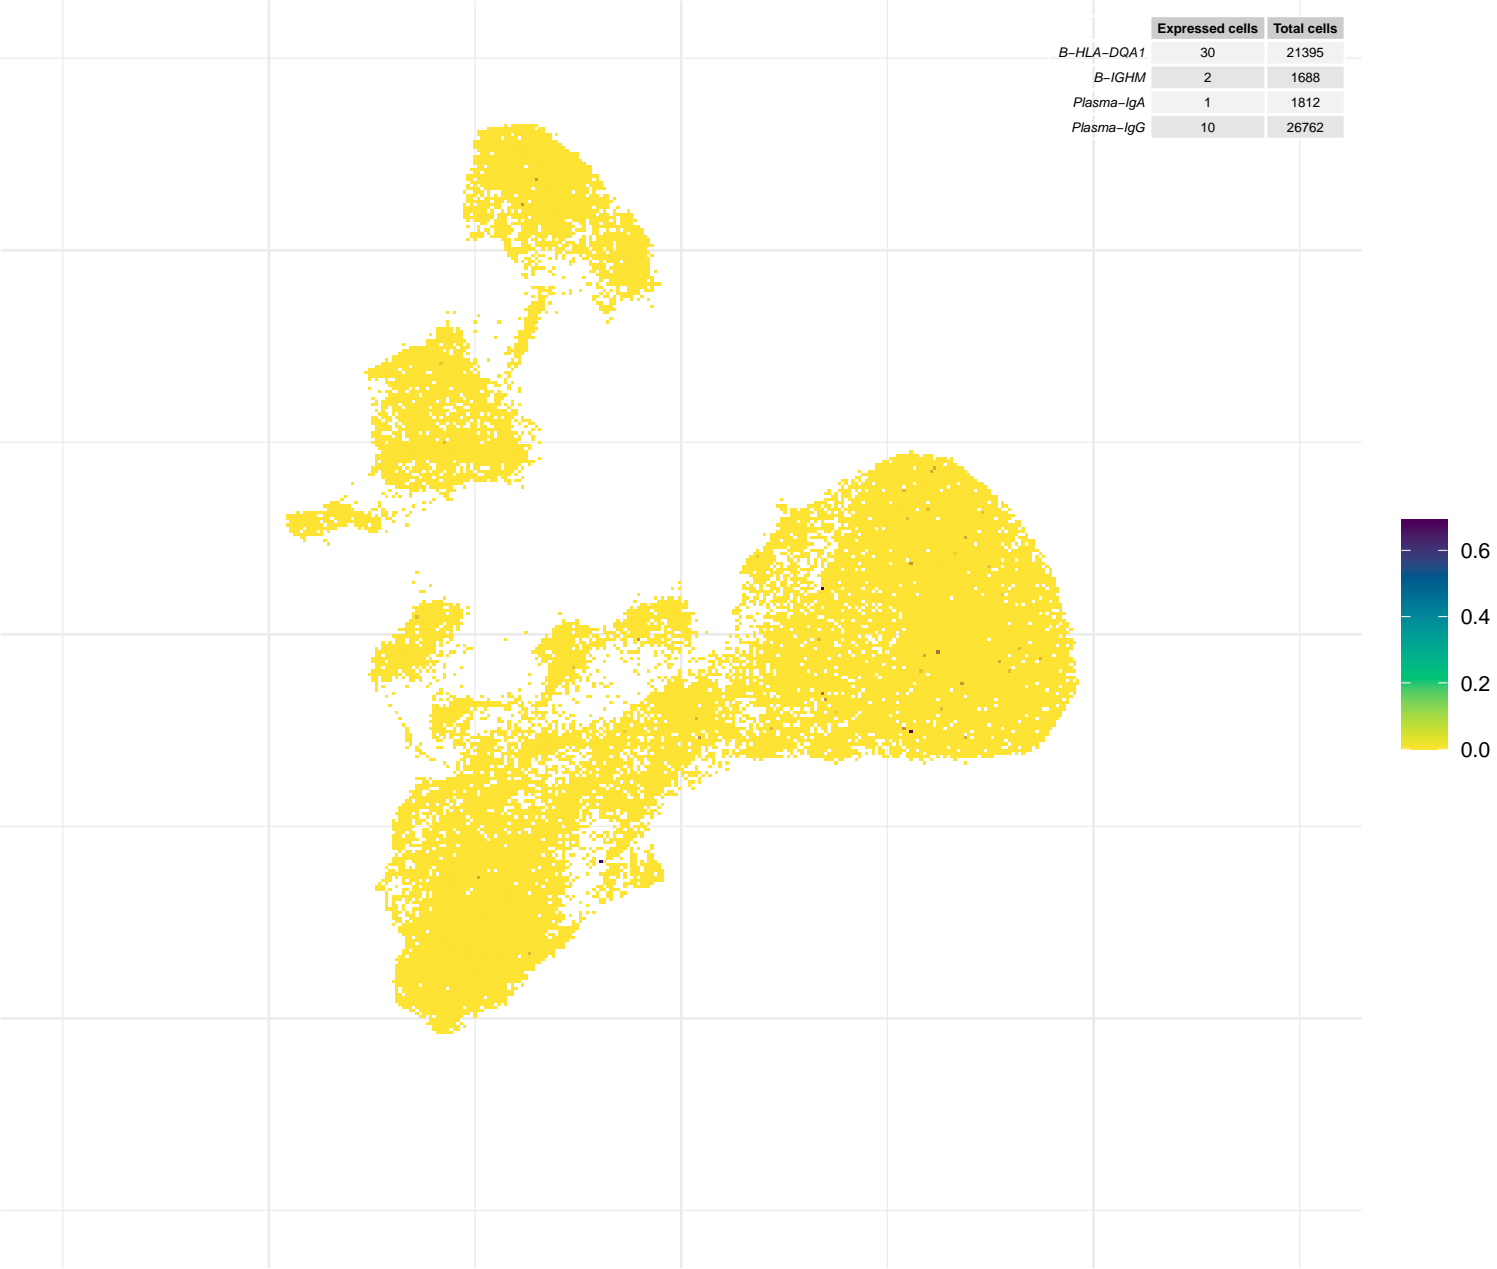 Expressed cells Total cells
B−HLA−DQA1 30 21395
B−IGHM 2 1688
Plasma−IgA 1 1812
Plasma−IgG 10 26762
0.6
0.4
0.2
0.0